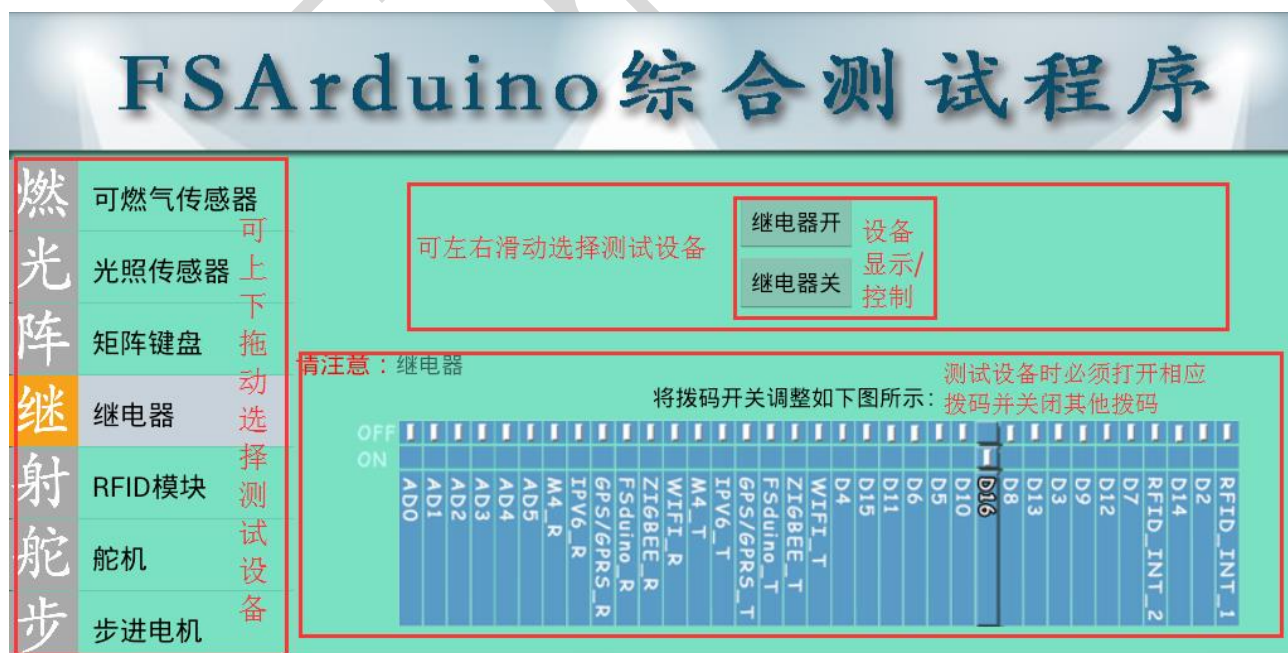 FSArduino综合测试程序
燃 可燃气传感器
光 光照传感器
阵 矩阵键盘
继 继电器
射 RFID模块
舵 舵机
步 步进电机
可上下拖动选择测试设备
可左右滑动选择测试设备
继电器开
继电器关
设备
显示/
控制
请注意：继电器
将拨码开关调整如下图所示：
测试设备时必须打开相应
拨码并关闭其他拨码
OFF
ON
AD0
AD1
AD2
AD3
AD4
AD5
M4_R
IPV6_R
GPS/GPRS_R
FSduino_R
ZIGBEE_R
WIFI_R
M4_T
IPV6_T
GPS/GPRS_T
FSduino_T
ZIGBEE_T
WIFI_T
D4
D15
D11
D6
D5
D10
D16
D8
D13
D3
D9
D12
D7
RFID_INT_2
D14
D2
RFID_INT_1